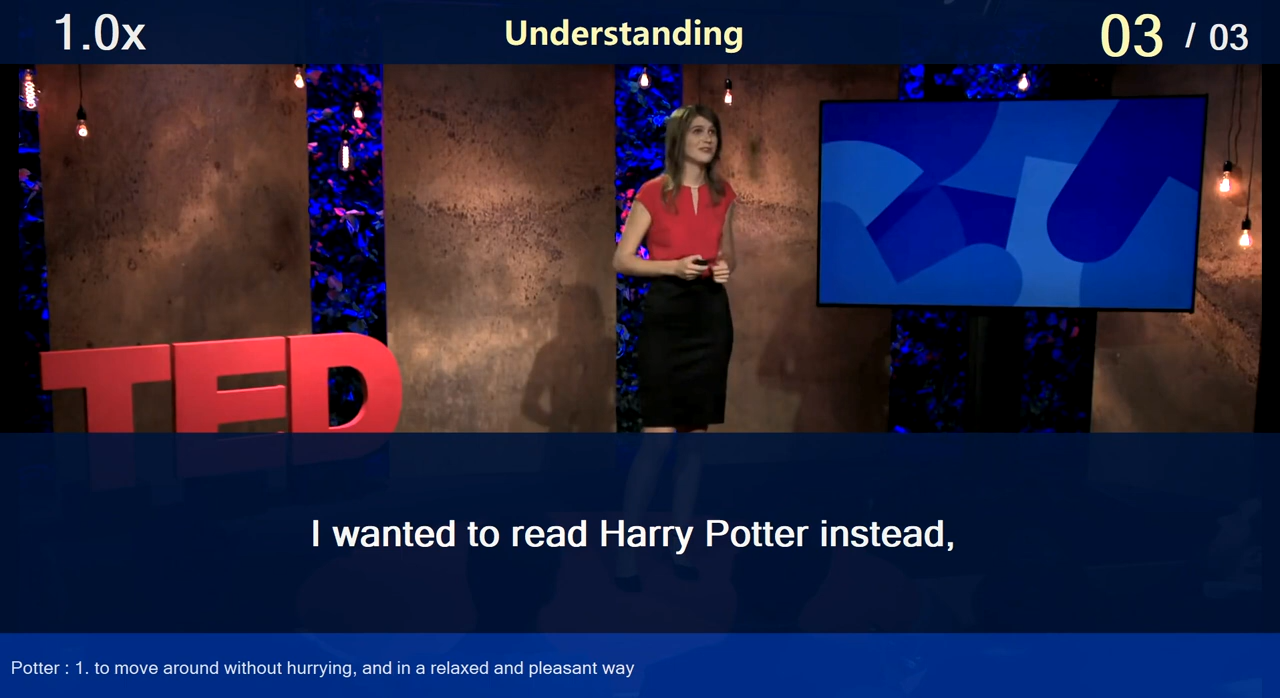 1.0x
Understanding
03 / 03
TED
I wanted to read Harry Potter instead,
Potter : 1. to move around without hurrying, and in a relaxed and pleasant way